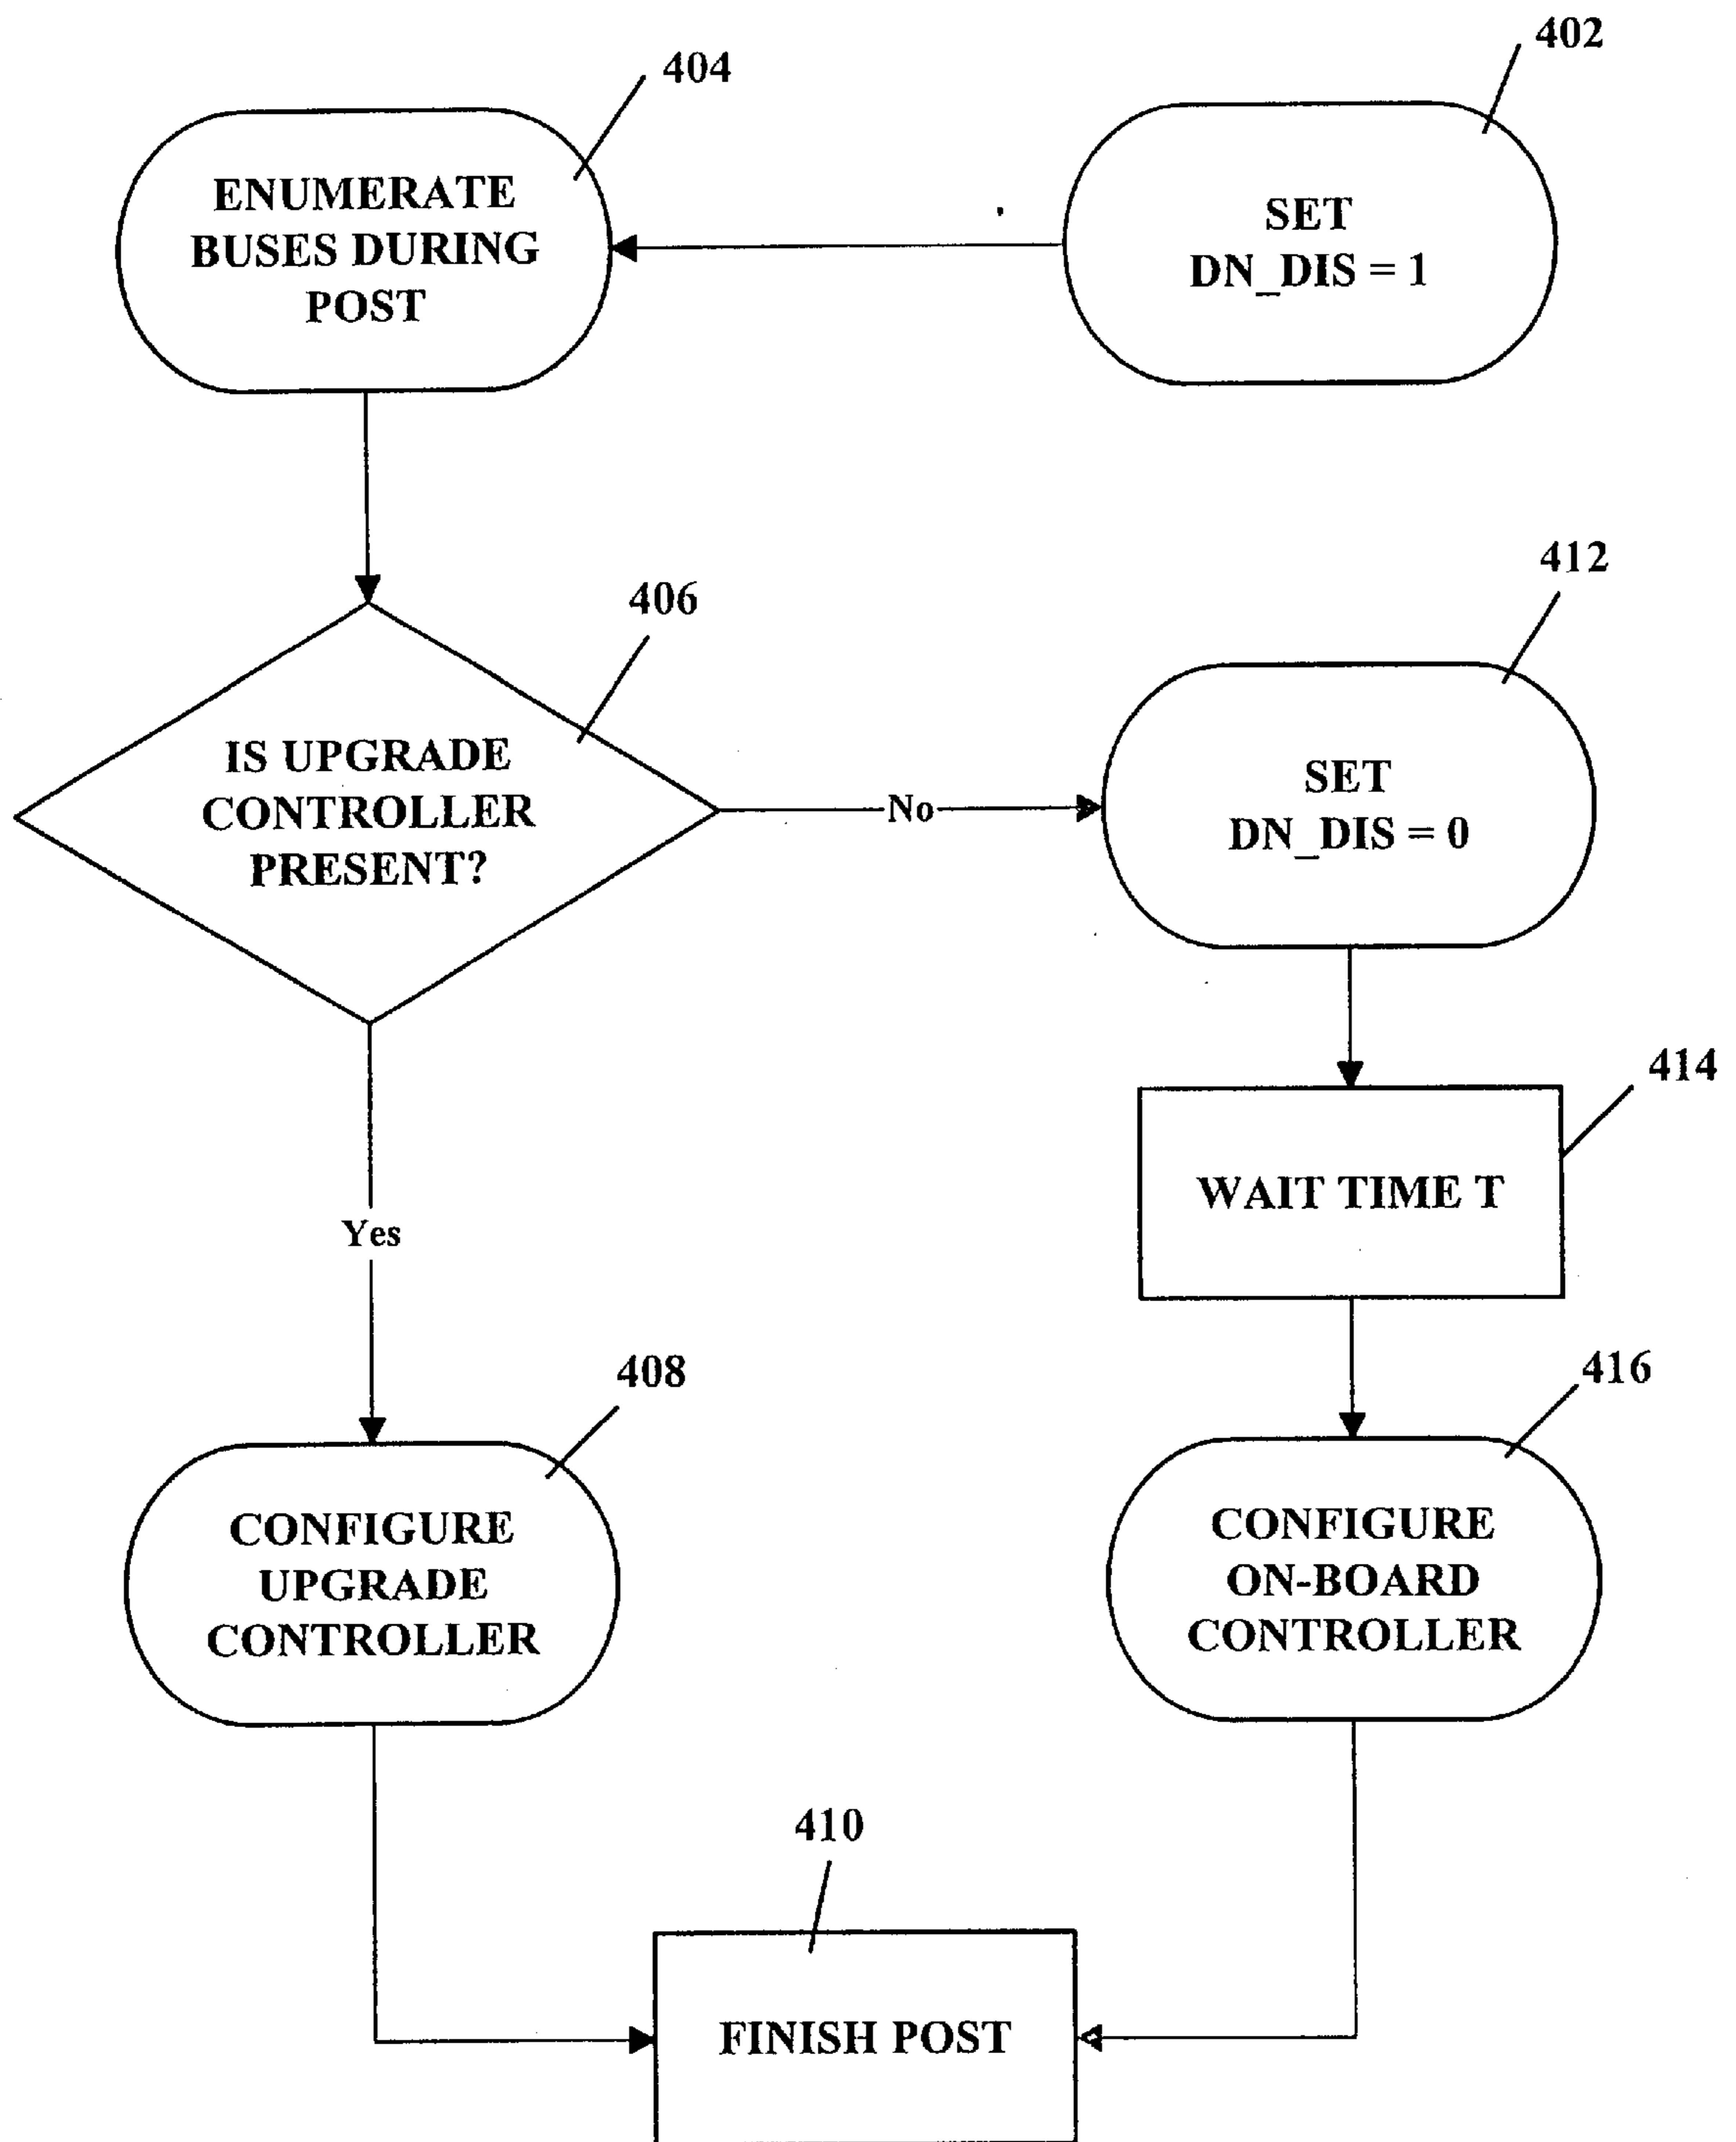 402
404
ENUMERATE
BUSES DURING
POST
SET
DN_DIS = 1
412
406
IS UPGRADE
CONTROLLER
PRESENT?
No
SET
DN_DIS = 0
414
WAIT TIME T
Yes
408
416
CONFIGURE
UPGRADE
CONTROLLER
CONFIGURE
ON-BOARD
CONTROLLER
410
FINISH POST